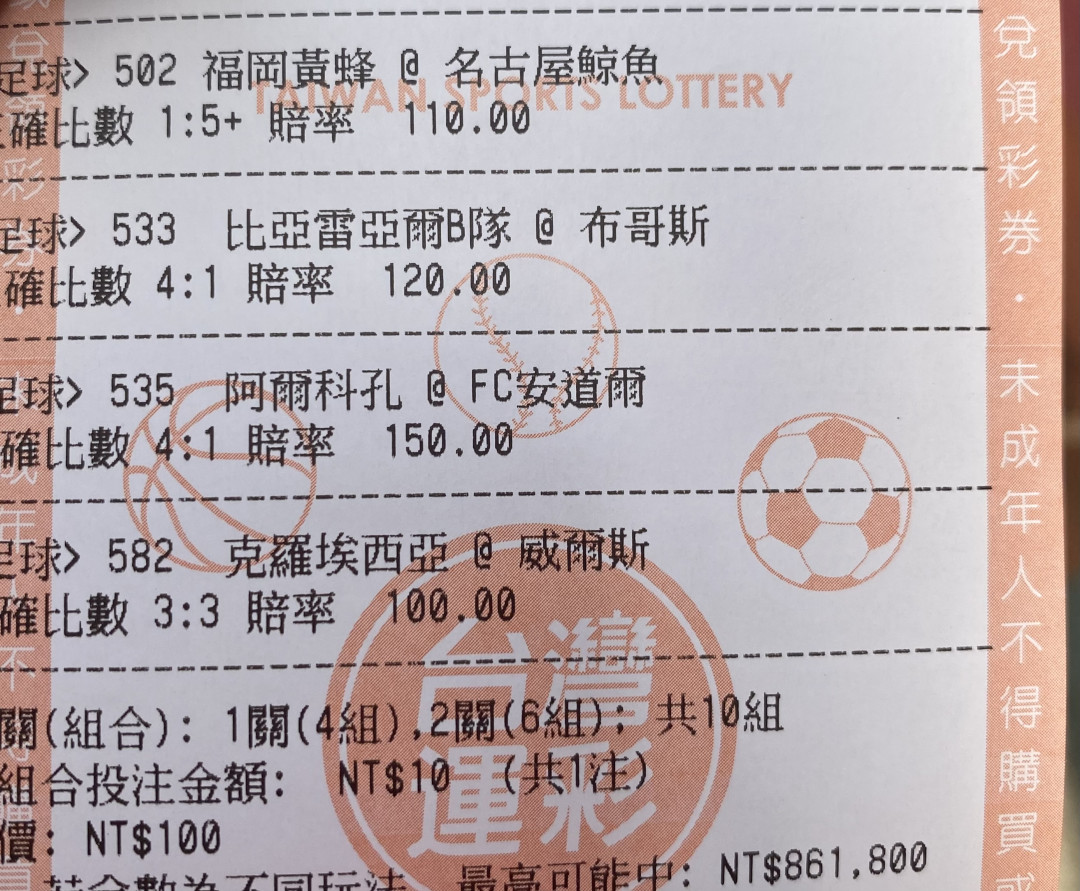 足球> 502 福岡黃蜂 @ 名古屋鯨魚
TAIWAN SPORTS LOTTERY
確比數 1:5+ 賠率 110.00
足球> 533 比亞雷亞爾B隊 @ 布哥斯
確比數 4:1 賠率 120.00
足球> 535 阿爾科孔 @ FC安道爾
確比數 4:1 賠率 150.00
足球> 582 克羅埃西亞 @ 威爾斯
確比數 3:3 賠率 100.00
關(組合): 1關(4組),2關(6組); 共10組
組合投注金額: NT$10 (共1注)
價: NT$100
最高可能中: NT$861,800
台灣
運彩
兌領彩券·未成年人不得購買或